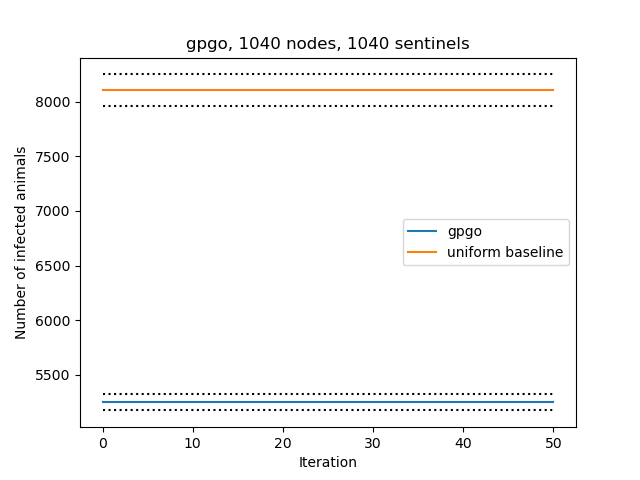 gpgo, 1040 nodes, 1040 sentinels
Number of infected animals
8000
7500
7000
6500
6000
5500
gpgo
uniform baseline
0
10
20
30
40
50
Iteration